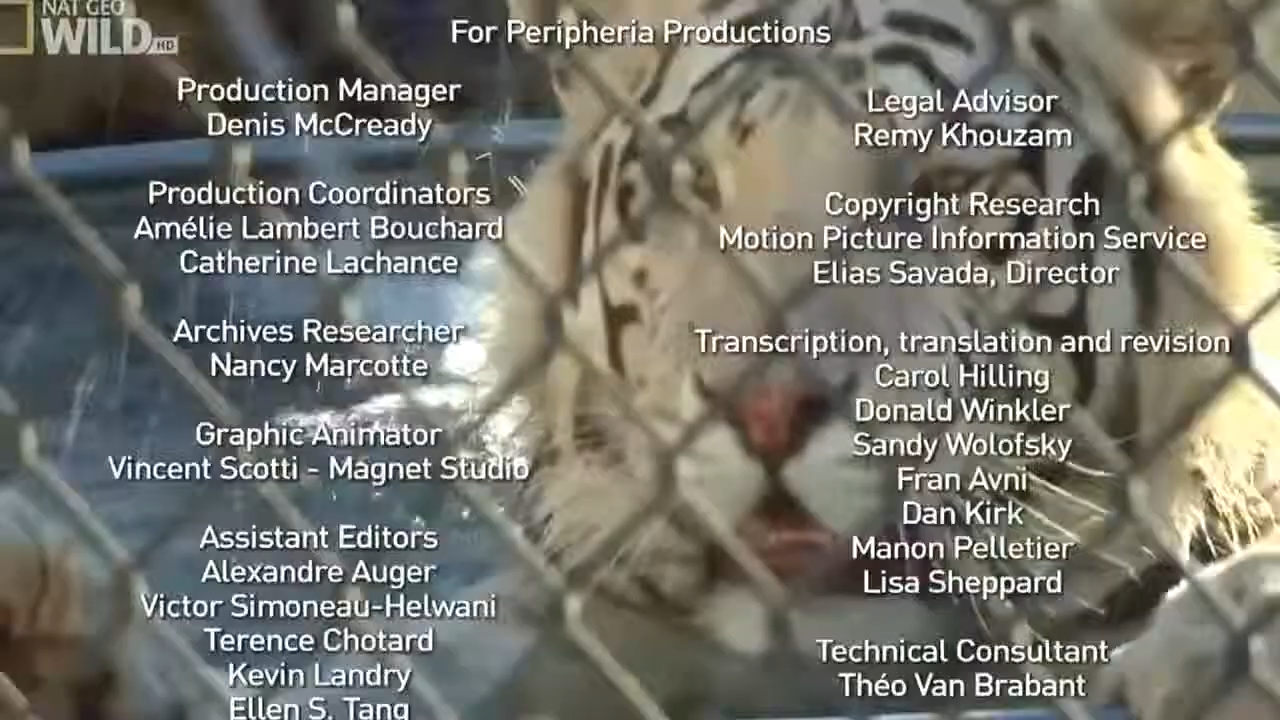 NAT GEO
WILD HD
For Peripheria Productions
Production Manager
Denis McCready
Production Coordinators
Amélie Lambert Bouchard
Catherine Lachance
Archives Researcher
Nancy Marcotte
Graphic Animator
Vincent Scotti - Magnet Studio
Assistant Editors
Alexandre Auger
Victor Simoneau-Helwani
Terence Chotard
Kevin Landry
Ellen S. Tang
Legal Advisor
Remy Khouzam
Copyright Research
Motion Picture Information Service
Elias Savada, Director
Transcription, translation and revision
Carol Hilling
Donald Winkler
Sandy Wolofsky
Fran Avni
Dan Kirk
Manon Pelletier
Lisa Sheppard
Technical Consultant
Théo Van Brabant